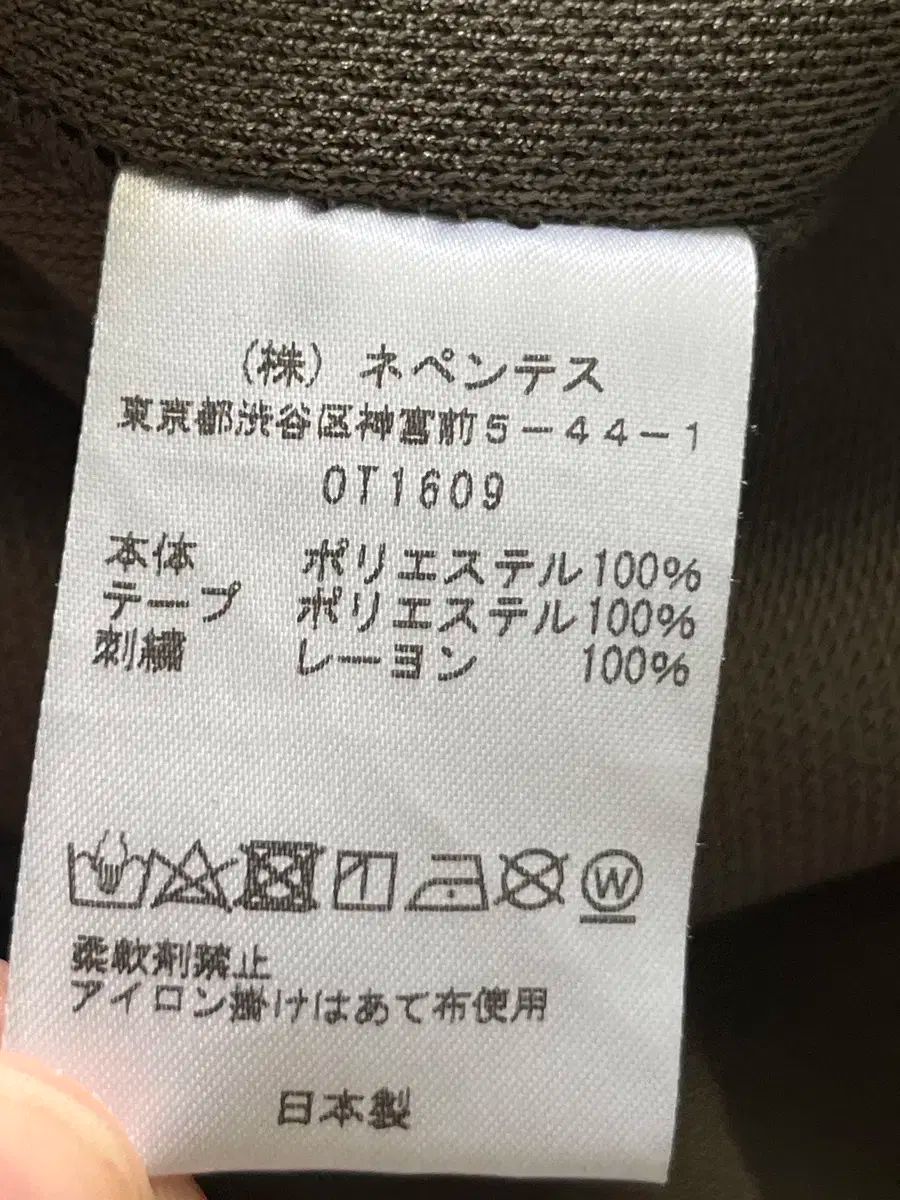 (株) ネペンテス
東京都渋谷区神宮前5-44-1
OT1609
本体 ポリエステル100%
テープ ポリエステル100%
刺繍 レーヨン 100%
W
柔軟剤禁止
アイロン掛けはあて布使用
日本製